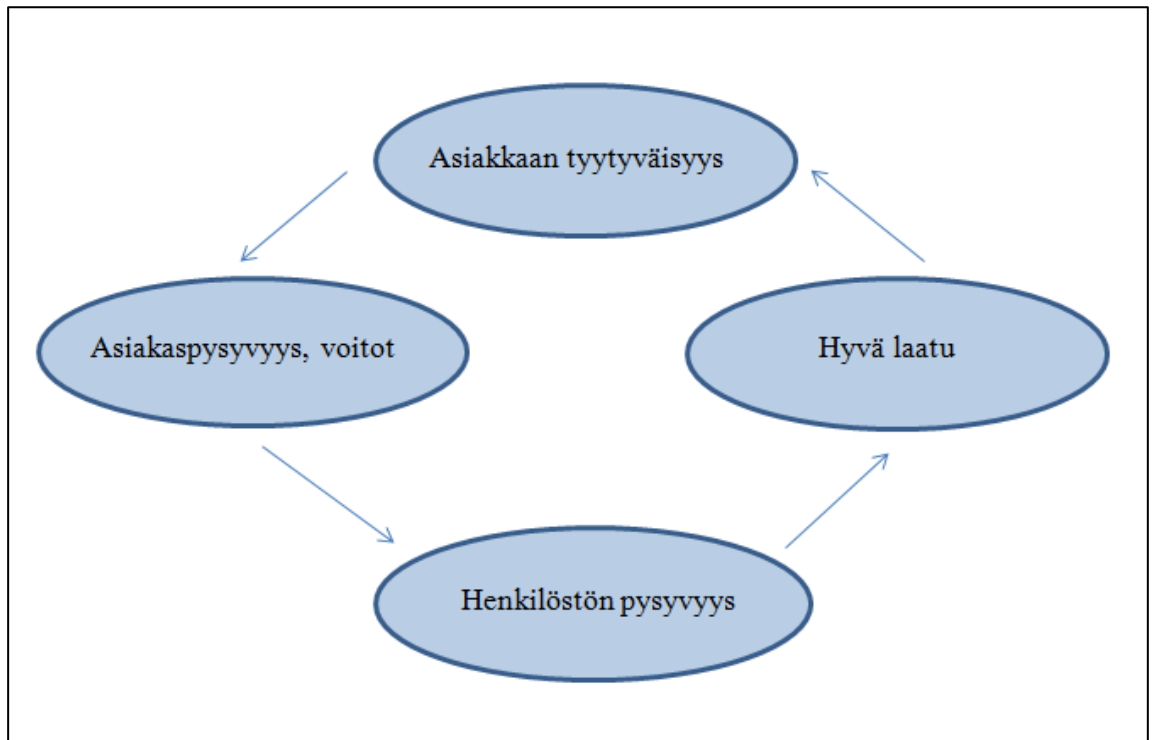 Asiakkaan tyytyväisyys
Asiakaspysyvyys, voitot
Hyvä laatu
Henkilöstön pysyvyys